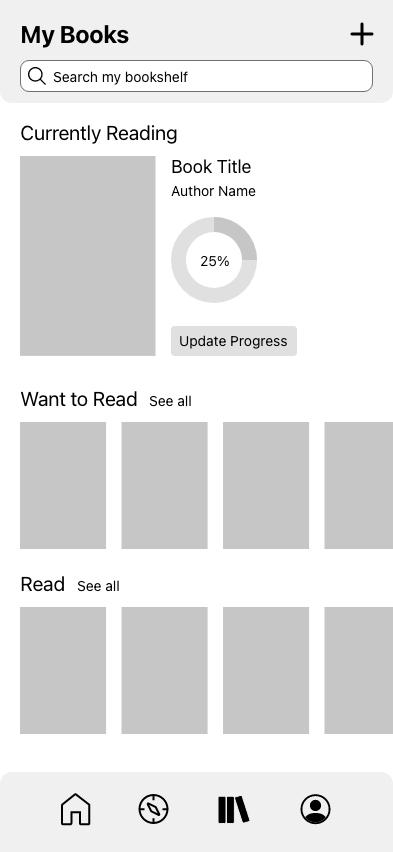 My Books
Search my bookshelf
Currently Reading
Book Title
Author Name
25%
Update Progress
Want to Read See all
Read See all